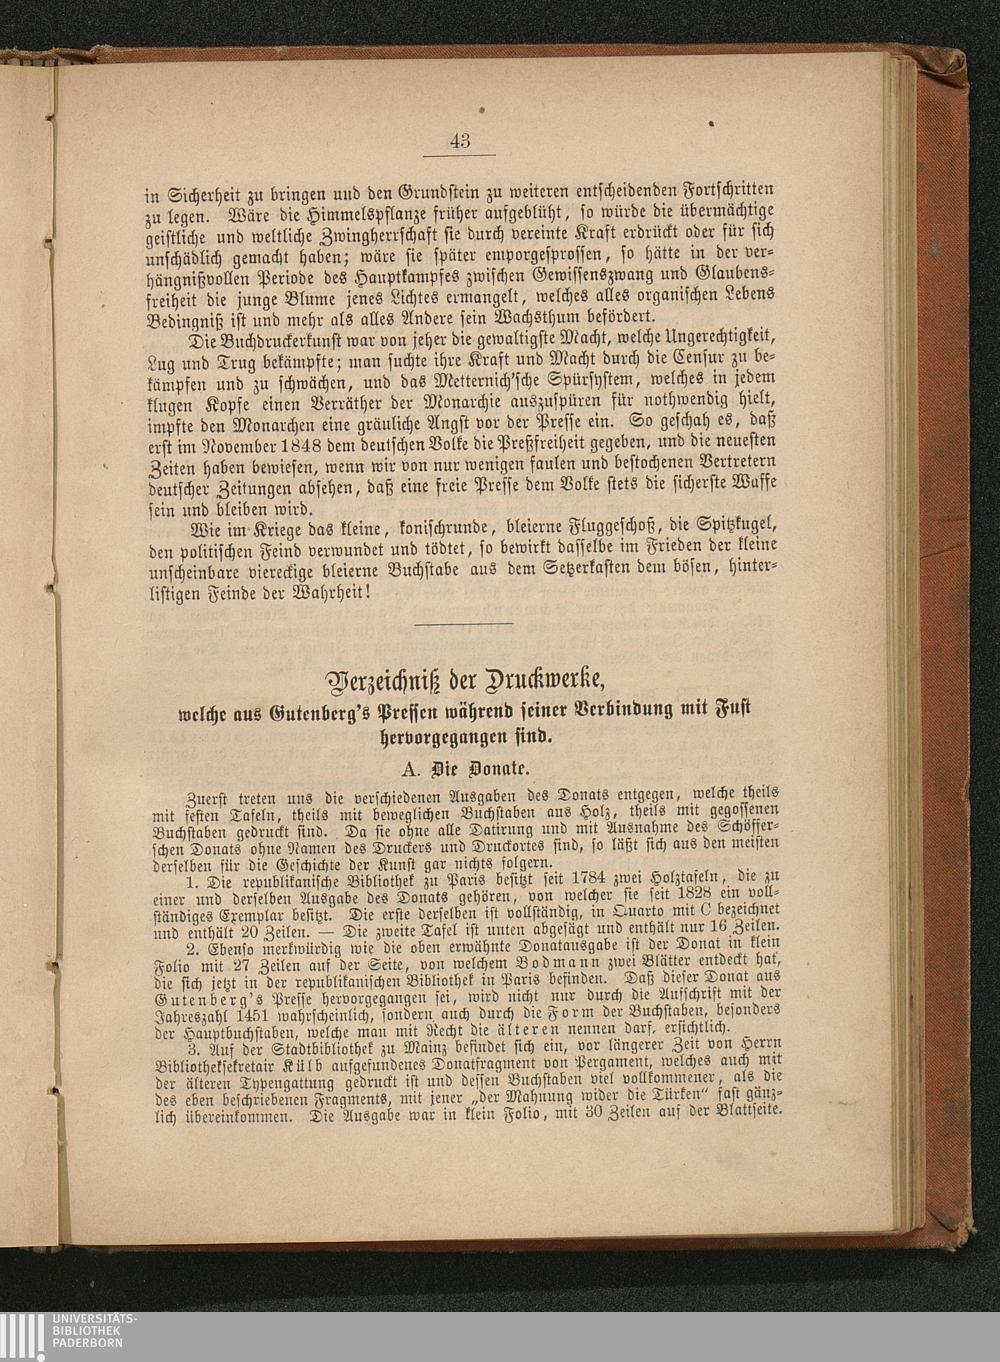 43
in Sicherheit zu bringen und den Grundstein zu weiteren entscheidenden Fortschritten
zu legen. Wäre die Himmelspflanze früher aufgeblüht, so würde die übermächtige
geistliche und weltliche Zwingherrschaft sie durch vereinte Kraft erdrückt oder für sich
unschädlich gemacht haben; wäre sie später emporgesprossen, so hätte in der ver-
hängnißvollen Periode des Hauptkampfes zwischen Gewissenszwang und Glaubens-
freiheit die junge Blume jenes Lichtes ermangelt, welches alles organischen Lebens
Bedingniß ist und mehr als alles Andere sein Wachsthum befördert.
Die Buchdruckerkunst war von jeher die gewaltigste Macht, welche Ungerechtigkeit,
Lug und Trug bekämpfte; man suchte ihre Kraft und Macht durch die Censur zu be-
kämpfen und zu schwächen, und das Metternich'sche Spürsystem, welches in jedem
klugen Kopfe einen Verräther der Monarchie auszuspüren für nothwendig hielt,
impfte den Monarchen eine gräuliche Angst vor der Presse ein. So geschah es, daß
erst im November 1848 dem deutschen Volke die Preßfreiheit gegeben, und die neuesten
Zeiten haben bewiesen, wenn wir von nur wenigen faulen und bestochenen Vertretern
deutscher Zeitungen absehen, daß eine freie Presse dem Volke stets die sicherste Waffe
sein und bleiben wird.
Wie im Kriege das kleine, konischrunde, bleierne Fluggeschoß, die Spitzkugel,
den politischen Feind verwundet und tödtet, so bewirkt dasselbe im Frieden der kleine
unscheinbare viereckige bleierne Buchstabe aus dem Setzerkasten dem bösen, hinter-
listigen Feinde der Wahrheit!
Verzeichniß der Druckwerke,
welche aus Gutenberg's Pressen während seiner Verbindung mit Fust
hervorgegangen sind.
A. Die Donate.
Zuerst treten uns die verschiedenen Ausgaben des Donats entgegen, welche theils
mit festen Tafeln, theils mit beweglichen Buchstaben aus Holz, theils mit gegossenen
Buchstaben gedruckt sind. Da sie ohne alle Datirung und mit Ausnahme des Schöffer-
schen Donats ohne Namen des Druckers und Druckortes sind, so läßt sich aus den meisten
derselben für die Geschichte der Kunst gar nichts folgern.
1. Die republikanische Bibliothek zu Paris besitzt seit 1784 zwei Holztafeln, die zu
einer und derselben Ausgabe des Donats gehören, von welcher sie seit 1828 ein voll-
ständiges Exemplar besitzt. Die erste derselben ist vollständig, in Quarto mit C bezeichnet
und enthält 20 Zeilen. — Die zweite Tafel ist unten abgesägt und enthält nur 16 Zeilen.
2. Ebenso merkwürdig wie die oben erwähnte Donatausgabe ist der Donat in klein
Folio mit 27 Zeilen auf der Seite, von welchem Bodmann zwei Blätter entdeckt hat,
die sich jetzt in der republikanischen Bibliothek in Paris befinden. Daß dieser Donat aus
Gutenberg's Presse hervorgegangen sei, wird nicht nur durch die Aufschrift mit der
Jahreszahl 1451 wahrscheinlich, sondern auch durch die Form der Buchstaben, besonders
der Hauptbuchstaben, welche man mit Recht die älteren nennen darf, ersichtlich.
3. Auf der Stadtbibliothek zu Mainz befindet sich ein, vor längerer Zeit von Herrn
Bibliotheksekretair Külb aufgefundenes Donatfragment von Pergament, welches auch mit
der älteren Typengattung gedruckt ist und dessen Buchstaben viel vollkommener, als die
des eben beschriebenen Fragments, mit jener „der Mahnung wider die Türken“ fast gänz-
lich übereinkommen. Die Ausgabe war in klein Folio, mit 30 Zeilen auf der Blattseite.
UNIVERSITÄTS-
BIBLIOTHEK
PADERBORN